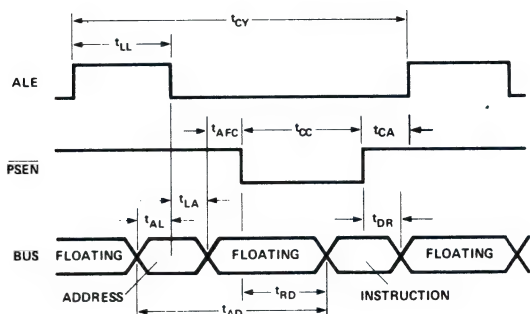 tCY
tLL
ALE
tAFC
tCC
tCA
PSEN
tLA
tAL
tDR
BUS
FLOATING
FLOATING
FLOATING
ADDRESS
tRD
INSTRUCTION
tAD